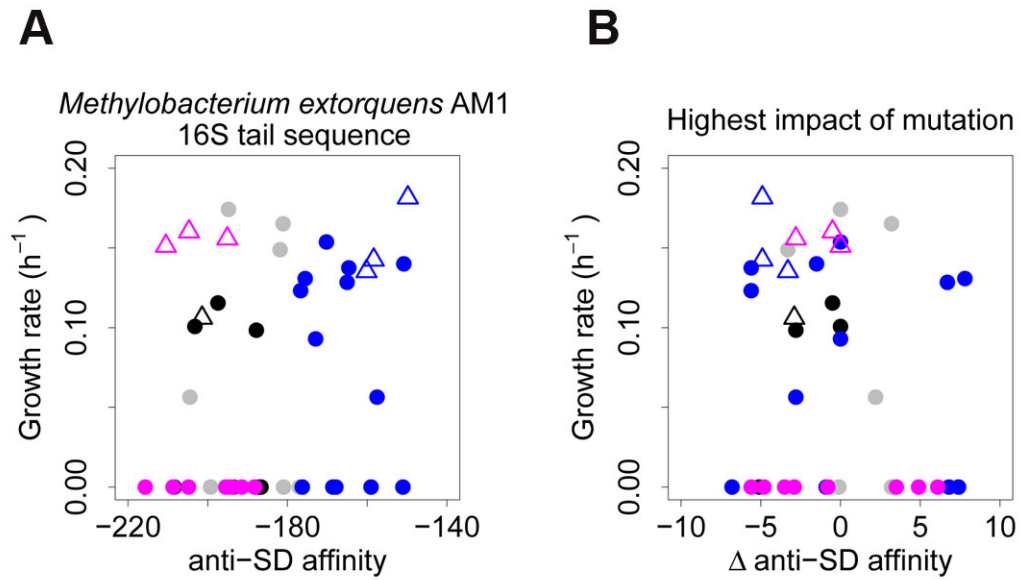 A
Methylobacterium extorquens AM1
16S tail sequence
Growth rate (h−1 )
0.20
0.10
0.00
−220
−180
−140
anti−SD affinity
B
Highest impact of mutation
Growth rate (h−1 )
0.20
0.10
0.00
−10
−5
0
5
10
Δ anti−SD affinity